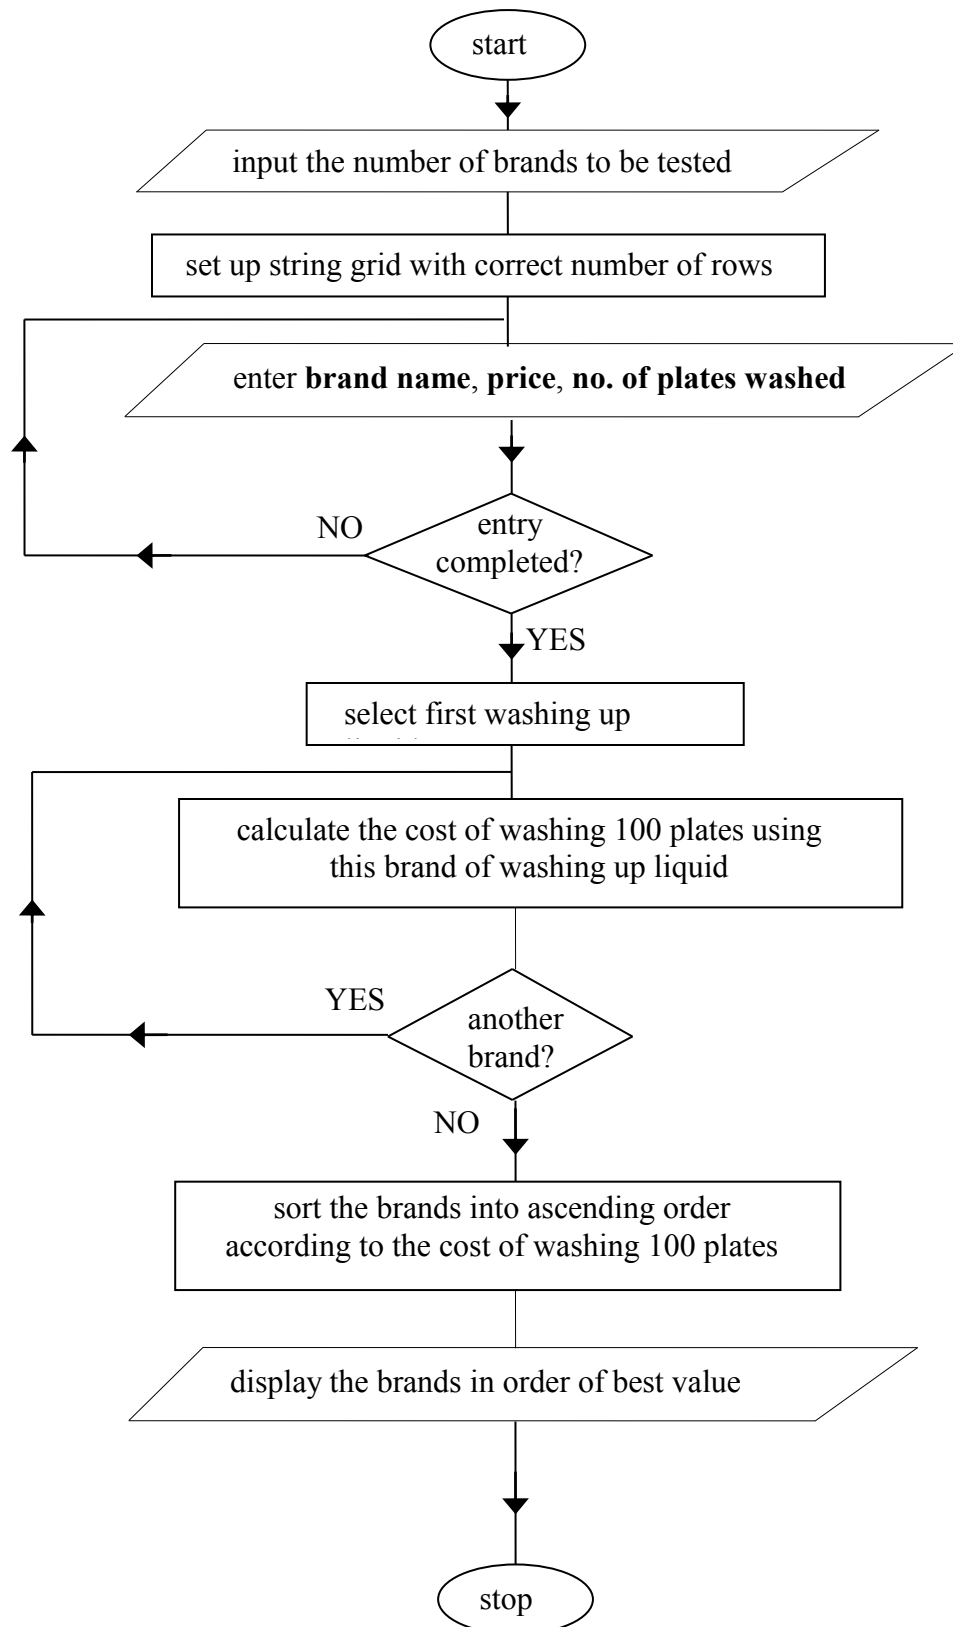 start
input the number of brands to be tested
set up string grid with correct number of rows
enter brand name, price, no. of plates washed
NO
entry
completed?
YES
select first washing up
calculate the cost of washing 100 plates using
this brand of washing up liquid
YES
another
brand?
NO
sort the brands into ascending order
according to the cost of washing 100 plates
display the brands in order of best value
stop